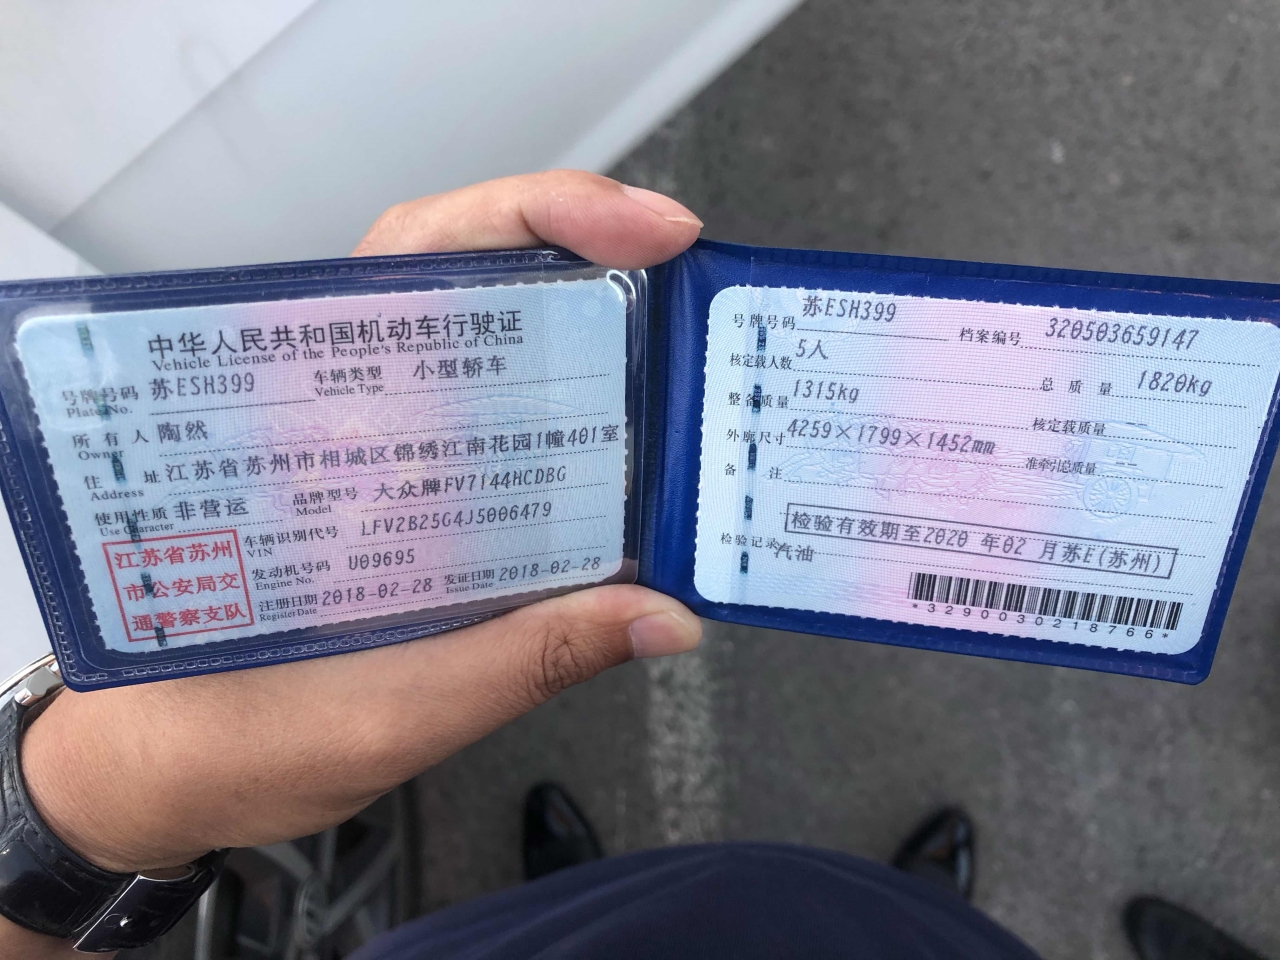 中华人民共和国机动车行驶证
Vehicle License of the People's Republic of China
号牌号码 苏ESH399 车辆类型 小型轿车
Plate No. Vehicle Type
所有人 陶然
Owner
住址 江苏省苏州市相城区锦绣江南花园1幢401室
Address
使用性质 非营运 品牌型号 大众牌FV7144HCDBG
Use Character Model
江苏省苏州
市公安局交
通警察支队
车辆识别代号 LFV2B25G4J5006479
VIN
发动机号码 U09695
Engine No.
注册日期 2018-02-28 发证日期 2018-02-28
Register Date Issue Date
号牌号码 苏ESH399 档案编号 320503659147
核定载人数 5人 总质量 1820kg
整备质量 1315kg 核定载质量 --
外廓尺寸 4259×1799×1452mm 准牵引总质量 --
备注
检验有效期至2020 年02 月苏E(苏州)
检验记录 汽油
*3290030218766*